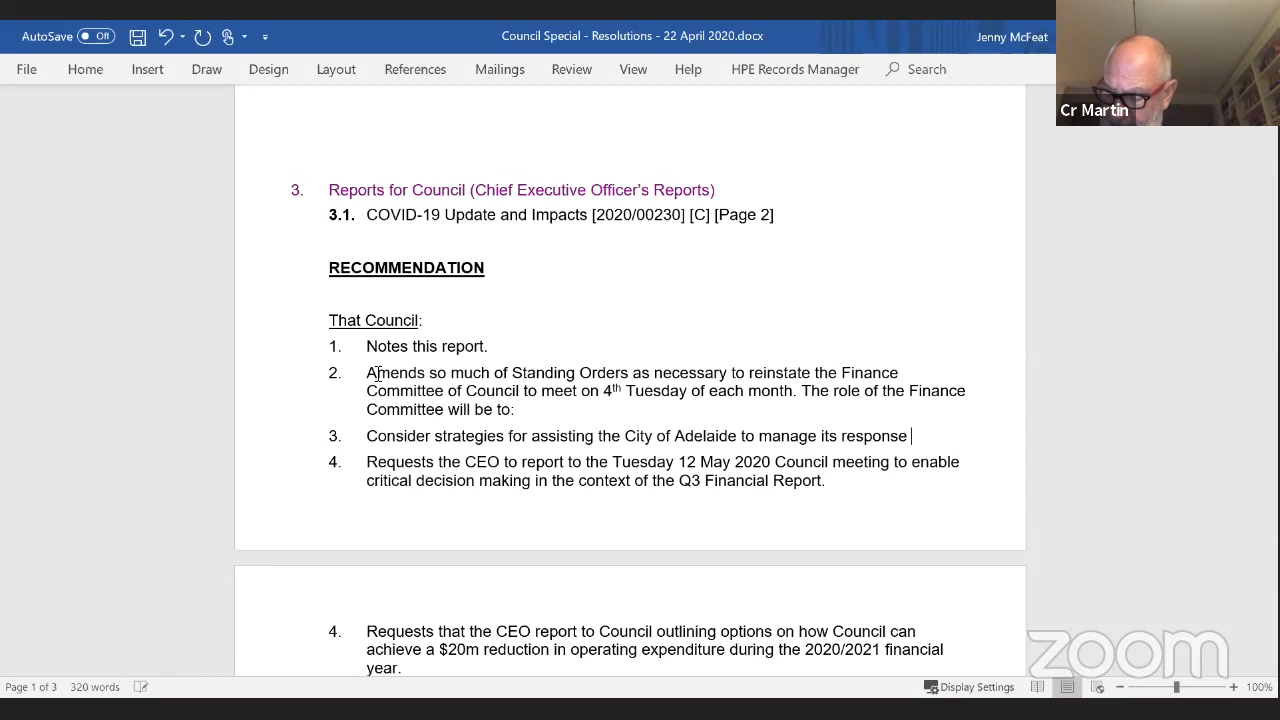 AutoSave Off
Council Special - Resolutions - 22 April 2020.docx
Jenny McFeat
File Home Insert Draw Design Layout References Mailings Review View Help HPE Records Manager Search
Cr Martin
3. Reports for Council (Chief Executive Officer's Reports)
3.1. COVID-19 Update and Impacts [2020/00230] [C] [Page 2]
RECOMMENDATION
That Council:
1. Notes this report.
2. Amends so much of Standing Orders as necessary to reinstate the Finance
Committee of Council to meet on 4th Tuesday of each month. The role of the Finance
Committee will be to:
3. Consider strategies for assisting the City of Adelaide to manage its response
4. Requests the CEO to report to the Tuesday 12 May 2020 Council meeting to enable
critical decision making in the context of the Q3 Financial Report.
4. Requests that the CEO report to Council outlining options on how Council can
achieve a $20m reduction in operating expenditure during the 2020/2021 financial
year.
zoom
Page 1 of 3 320 words Display Settings 100%